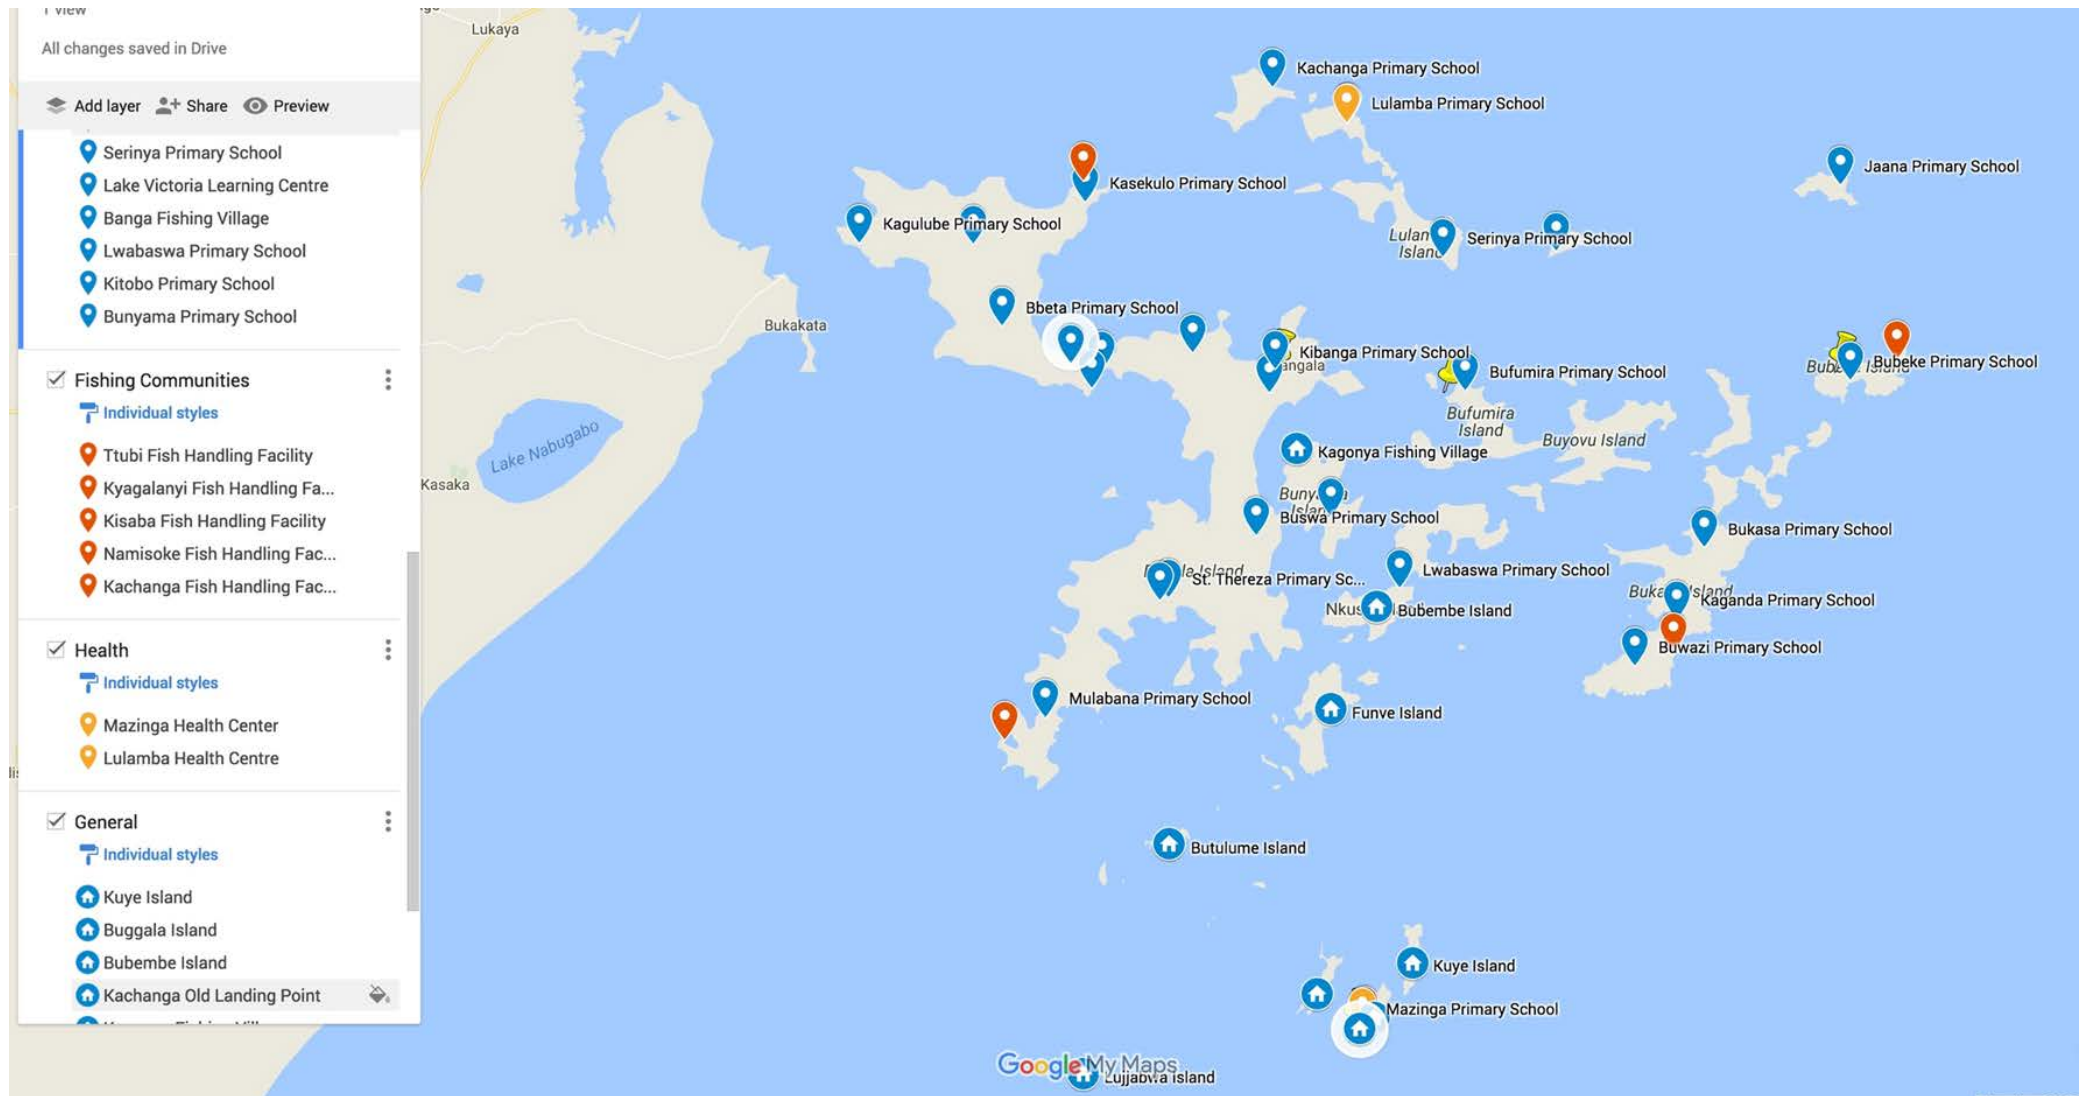 1 view
All changes saved in Drive
Add layer Share Preview
Serinya Primary School
Lake Victoria Learning Centre
Banga Fishing Village
Lwabaswa Primary School
Kitobo Primary School
Bunyama Primary School
Fishing Communities
Individual styles
Ttubi Fish Handling Facility
Kyagalanyi Fish Handling Fa...
Kisaba Fish Handling Facility
Namisoke Fish Handling Fac...
Kachanga Fish Handling Fac...
Health
Individual styles
Mazinga Health Center
Lulamba Health Centre
General
Individual styles
Kuye Island
Buggala Island
Bubembe Island
Kachanga Old Landing Point
Lukaya
Kachanga Primary School
Lulamba Primary School
Jaana Primary School
Kasekulo Primary School
Kagulube Primary School
Serinya Primary School
Island
Bbeta Primary School
Bukakata
Kibanga Primary School
Bubeke Primary School
Bufumira Primary School
Bufumira
Island
Buyovu Island
Lake Nabugabo
Kagonya Fishing Village
Kasaka
Buswa Primary School
Bukasa Primary School
Lwabaswa Primary School
St. Thereza Primary Sc...
Kaganda Primary School
Bubembe Island
Buwazi Primary School
Mulabana Primary School
Funve Island
Butulume Island
Kuye Island
Mazinga Primary School
Google My Maps
Lujjabwa Island